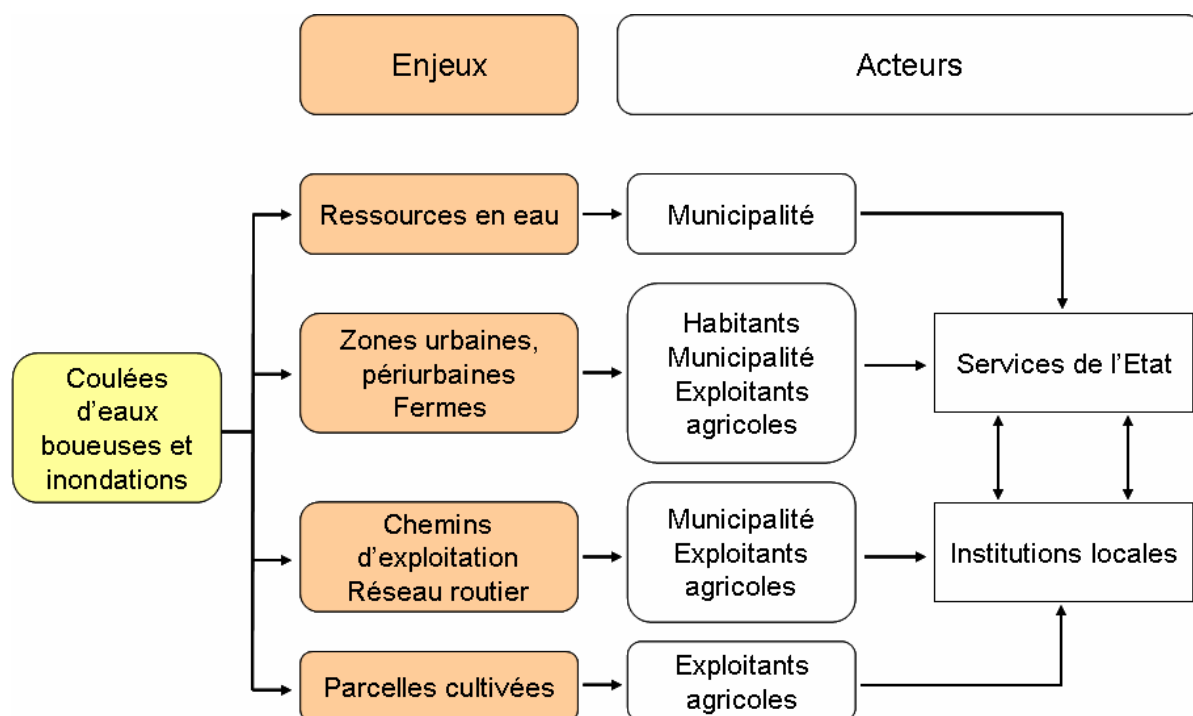 Enjeux
Acteurs
Coulées
d'eaux
boueuses et
inondations
Ressources en eau
Municipalité
Zones urbaines,
périurbaines
Fermes
Habitants
Municipalité
Exploitants
agricoles
Services de l'Etat
Chemins
d'exploitation
Réseau routier
Municipalité
Exploitants
agricoles
Institutions locales
Parcelles cultivées
Exploitants
agricoles